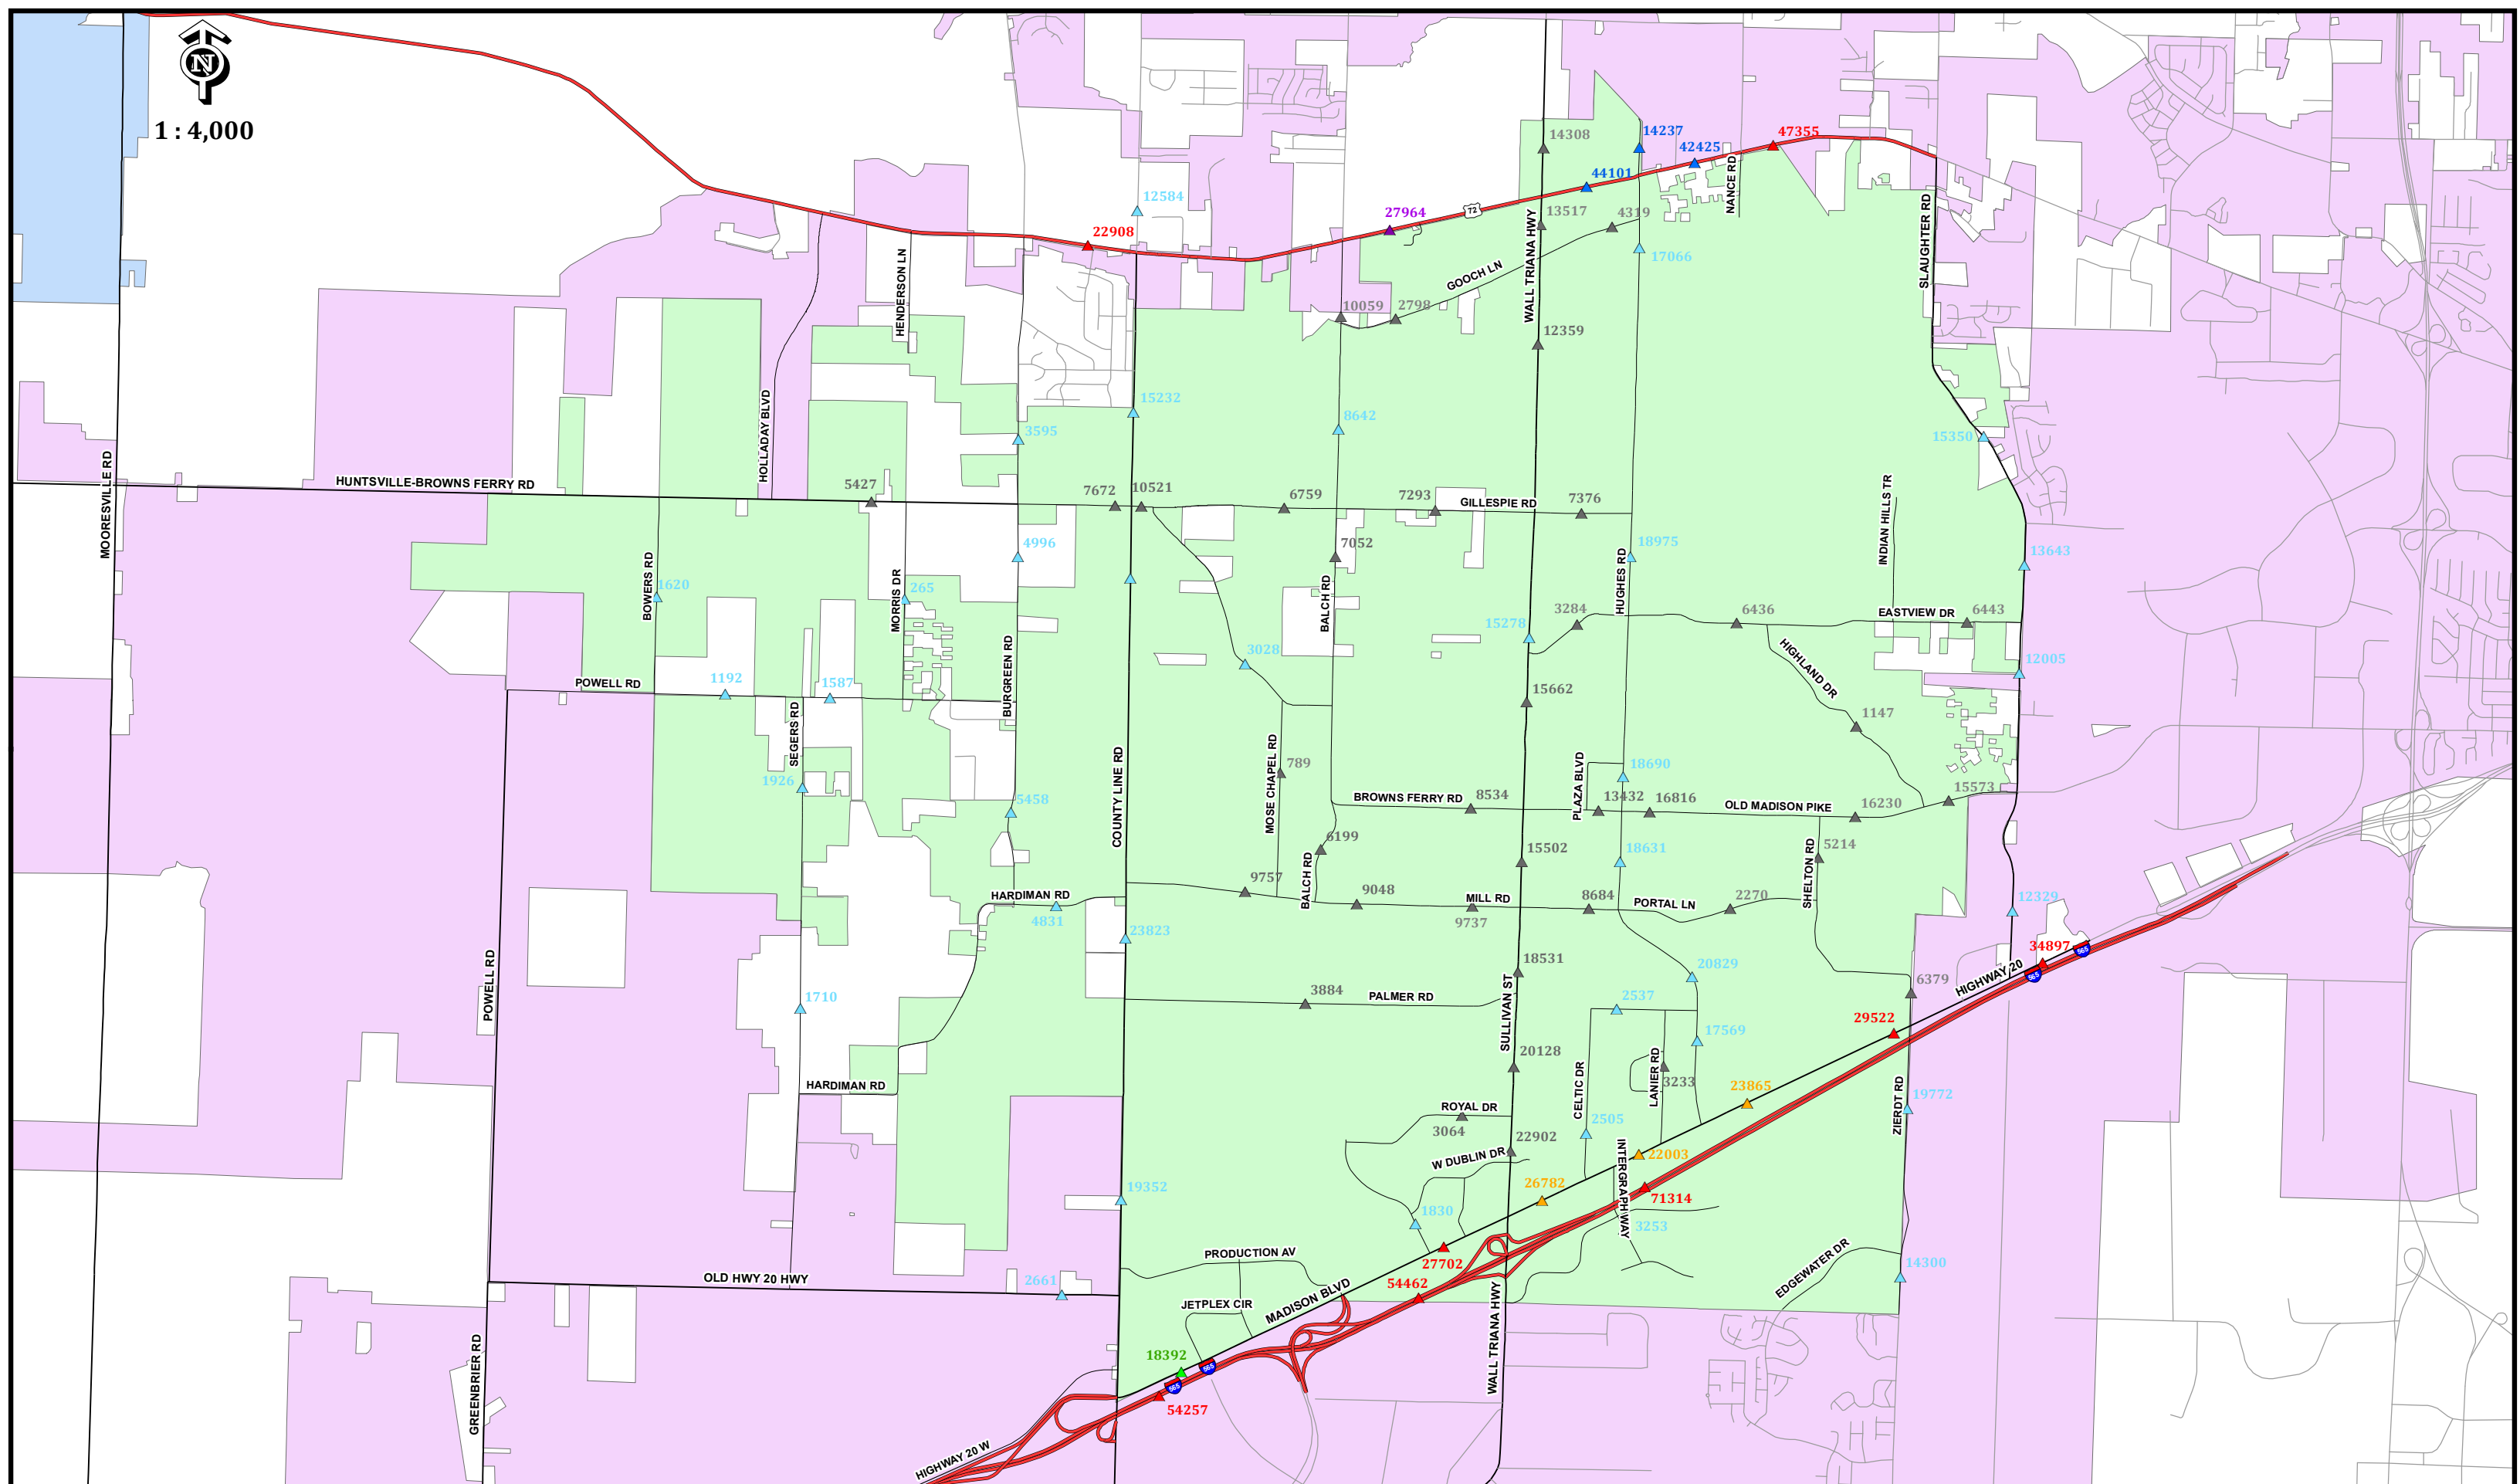 N
1 : 4,000
14308
14237
47355
42425
44101
NANCE RD
12584
27964
72
13517
4319
22908
17066
SLAUGHTER RD
WALL TRIANA HWY
HENDERSON LN
GOOCH LN
10059
2798
12359
15232
8642
3595
15350
HOLLADAY BLVD
MOORESVILLE RD
HUNTSVILLE-BROWNS FERRY RD
5427
7672
10521
6759
7293
GILLESPIE RD
7376
INDIAN HILLS TR
4996
7052
18975
13643
BOWERS RD
1620
MORRIS DR
265
BALCH RD
HUGHES RD
3284
6436
EASTVIEW DR
6443
15278
BURGREEN RD
3028
12005
HIGHLAND DR
POWELL RD
1192
1587
15662
1147
SEGERS RD
MOSE CHAPEL RD
789
PLAZA BLVD
18690
1926
COUNTY LINE RD
5458
BROWNS FERRY RD
8534
13432
16816
OLD MADISON PIKE
16230
15573
6199
15502
18631
SHELTON RD
5214
BALCH RD
9757
9048
HARDIMAN RD
4831
MILL RD
9737
8684
PORTAL LN
2270
12329
23823
34897
565
565
HIGHWAY 20
18531
20829
6379
POWELL RD
1710
3884
PALMER RD
SULLIVAN ST
2537
29522
17569
20128
LANIER RD
3233
CELTIC DR
23865
HARDIMAN RD
ZIERDT RD
19772
ROYAL DR
3064
2505
22902
W DUBLIN DR
22003
INTERGRAPH WAY
19352
26782
71314
1830
3253
PRODUCTION AV
27702
OLD HWY 20 HWY
2661
54462
EDGEWATER DR
14300
JETPLEX CIR
MADISON BLVD
WALL TRIANA HWY
GREENBRIER RD
18392
565
565
54257
HIGHWAY 20 W